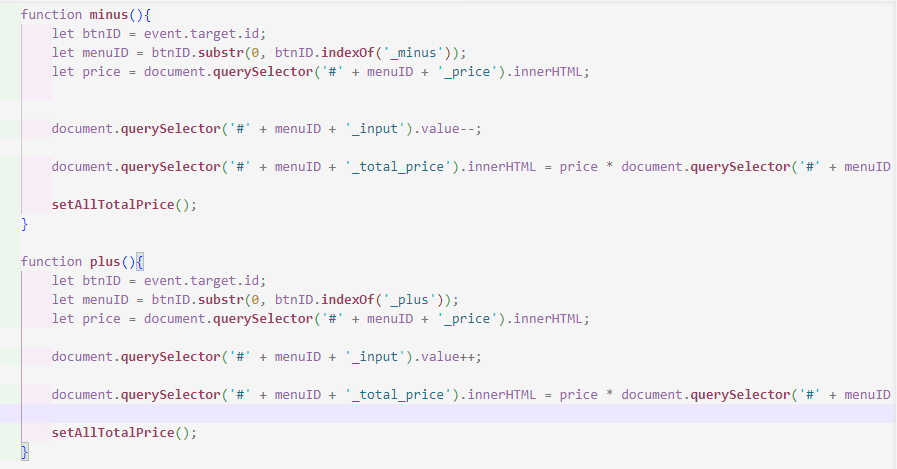 function minus(){
    let btnID = event.target.id;
    let menuID = btnID.substr(0, btnID.indexOf('_minus'));
    let price = document.querySelector('#' + menuID + '_price').innerHTML;
    document.querySelector('#' + menuID + '_input').value--;
    document.querySelector('#' + menuID + '_total_price').innerHTML = price * document.querySelector('#' + menuID
    setAllTotalPrice();
}
function plus(){
    let btnID = event.target.id;
    let menuID = btnID.substr(0, btnID.indexOf('_plus'));
    let price = document.querySelector('#' + menuID + '_price').innerHTML;
    document.querySelector('#' + menuID + '_input').value++;
    document.querySelector('#' + menuID + '_total_price').innerHTML = price * document.querySelector('#' + menuID
    setAllTotalPrice();
}